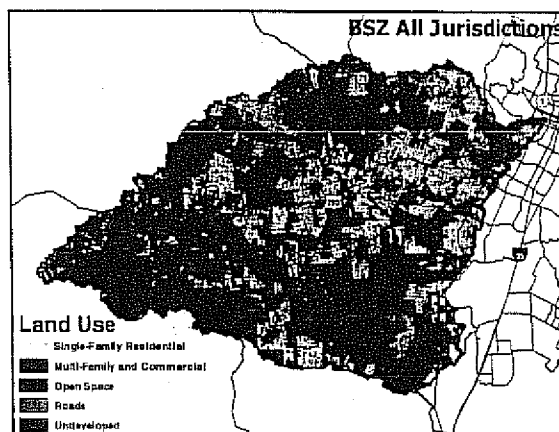 BSZ All Jurisdictions
Land Use
Single-Family Residential
Multi-Family and Commercial
Open Space
Roads
Undeveloped